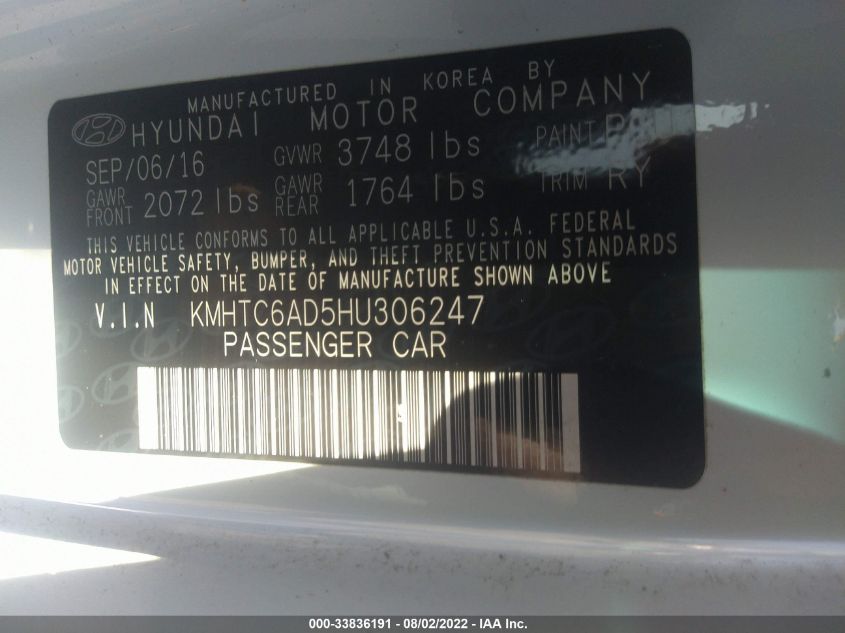 MANUFACTURED IN KOREA BY
HYUNDAI MOTOR COMPANY
SEP/06/16 GVWR 3748 lbs PAINT
GAWR FRONT 2072 lbs GAWR REAR 1764 lbs TRIM RY
THIS VEHICLE CONFORMS TO ALL APPLICABLE U.S.A. FEDERAL
MOTOR VEHICLE SAFETY, BUMPER, AND THEFT PREVENTION STANDARDS
IN EFFECT ON THE DATE OF MANUFACTURE SHOWN ABOVE
V.I.N KMHTC6AD5HU306247
PASSENGER CAR
000-33836191 - 08/02/2022 - IAA Inc.